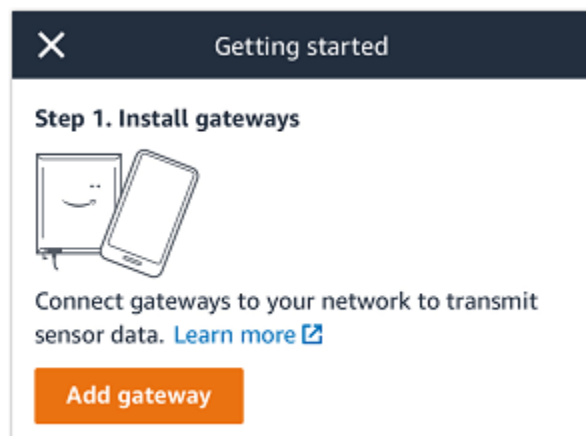 Getting started
Step 1. Install gateways
Connect gateways to your network to transmit
sensor data. Learn more
Add gateway